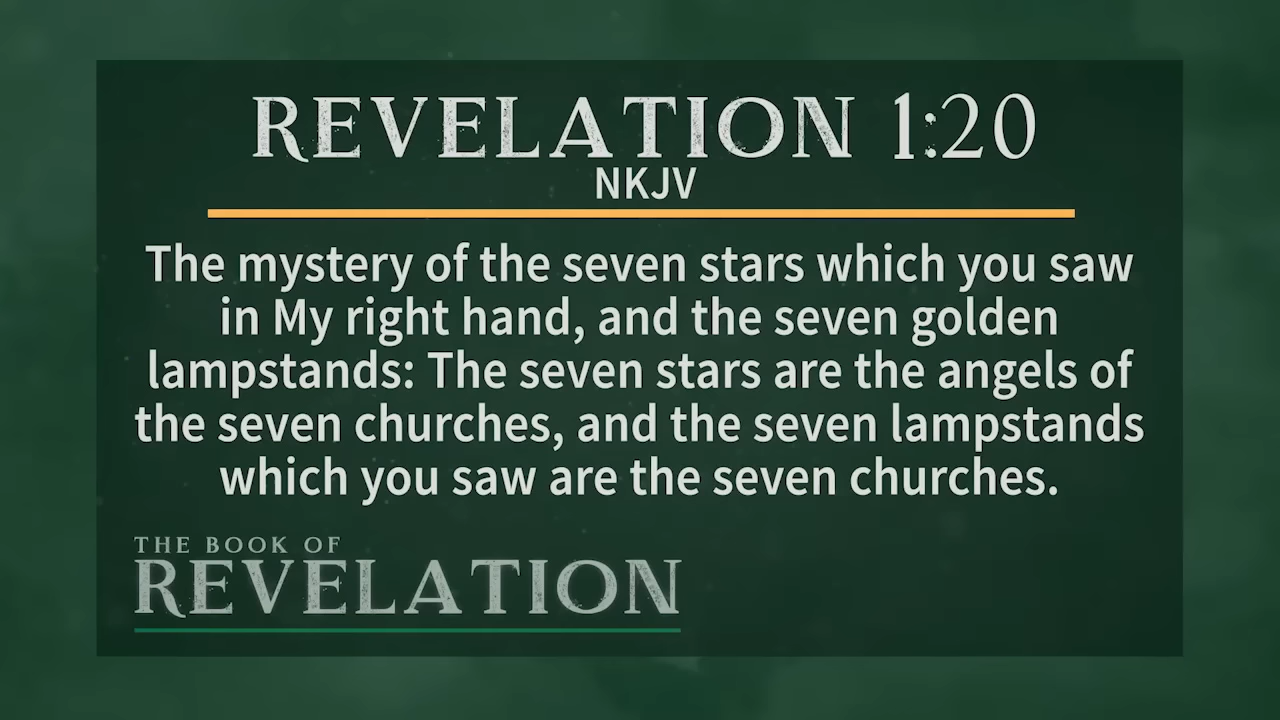 REVELATION 1:20
NKJV
The mystery of the seven stars which you saw
in My right hand, and the seven golden
lampstands: The seven stars are the angels of
the seven churches, and the seven lampstands
which you saw are the seven churches.
THE BOOK OF
REVELATION